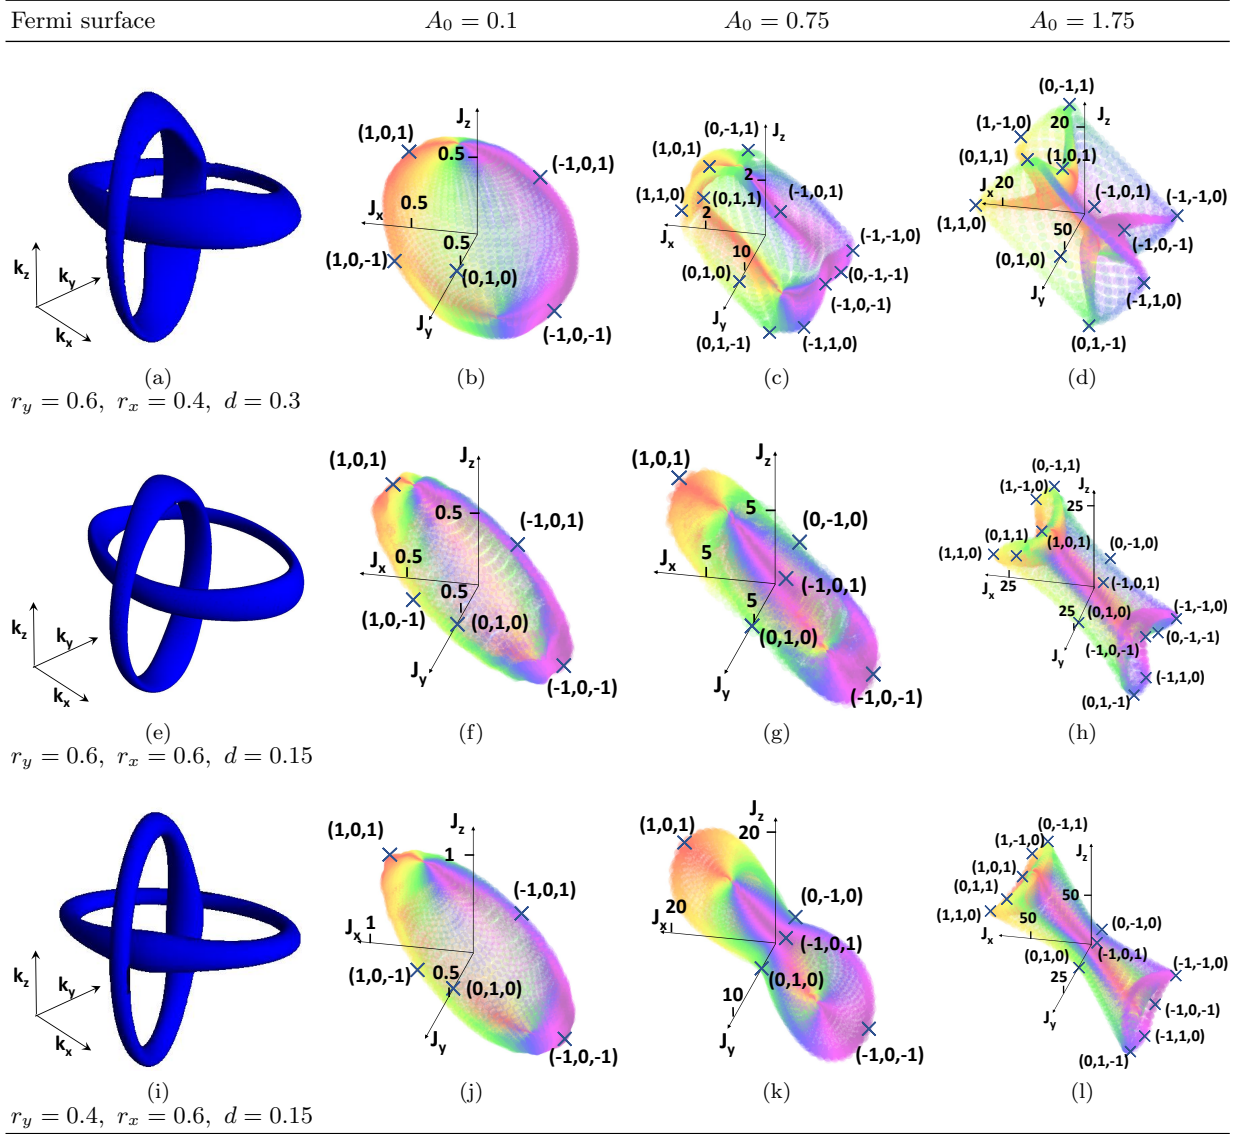 Fermi surface A₀ = 0.1 A₀ = 0.75 A₀ = 1.75
k_z k_y k_x
(a)
J_z (1,0,1) 0.5 (-1,0,1) J_x 0.5 0.5 (1,0,-1) (0,1,0) J_y (-1,0,-1)
(b)
(0,-1,1) J_z (1,0,1) 2 (1,1,0) (0,1,1) (-1,0,1) 2 J_x (-1,-1,0) 10 (0,1,0) (0,-1,-1) (-1,0,-1) J_y (0,1,-1) (-1,1,0)
(c)
(0,-1,1) (1,-1,0) 20 J_z (0,1,1) (1,0,1) J_x 20 (-1,0,1) (-1,-1,0) (1,1,0) 50 (-1,0,-1) (0,1,0) (-1,1,0) J_y (0,1,-1)
(d)
r_y = 0.6, r_x = 0.4, d = 0.3
k_z k_y k_x
(e)
(1,0,1) J_z 0.5 (-1,0,1) J_x 0.5 0.5 (1,0,-1) (0,1,0) J_y (-1,0,-1)
(f)
(1,0,1) J_z 5 (0,-1,0) J_x 5 (-1,0,1) 5 (0,1,0) J_y (-1,0,-1)
(g)
(0,-1,1) (1,-1,0) J_z 25 (0,1,1) (1,0,1) (0,-1,0) (1,1,0) J_x 25 (-1,0,1) 25 (0,1,0) (-1,-1,0) (0,-1,-1) (-1,0,-1) J_y (-1,1,0) (0,1,-1)
(h)
r_y = 0.6, r_x = 0.6, d = 0.15
k_z k_y k_x
(i)
(1,0,1) J_z 1 (-1,0,1) J_x 1 (1,0,-1) 0.5 (0,1,0) J_y (-1,0,-1)
(j)
(1,0,1) J_z 20 (0,-1,0) J_x 20 (-1,0,1) (0,1,0) 10 J_y (-1,0,-1)
(k)
(0,-1,1) (1,-1,0) J_z (1,0,1) (0,1,1) 50 (1,1,0) 50 (0,-1,0) J_x (-1,0,1) (0,1,0) (-1,-1,0) 25 (-1,0,-1) J_y (-1,1,0) (0,1,-1)
(l)
r_y = 0.4, r_x = 0.6, d = 0.15